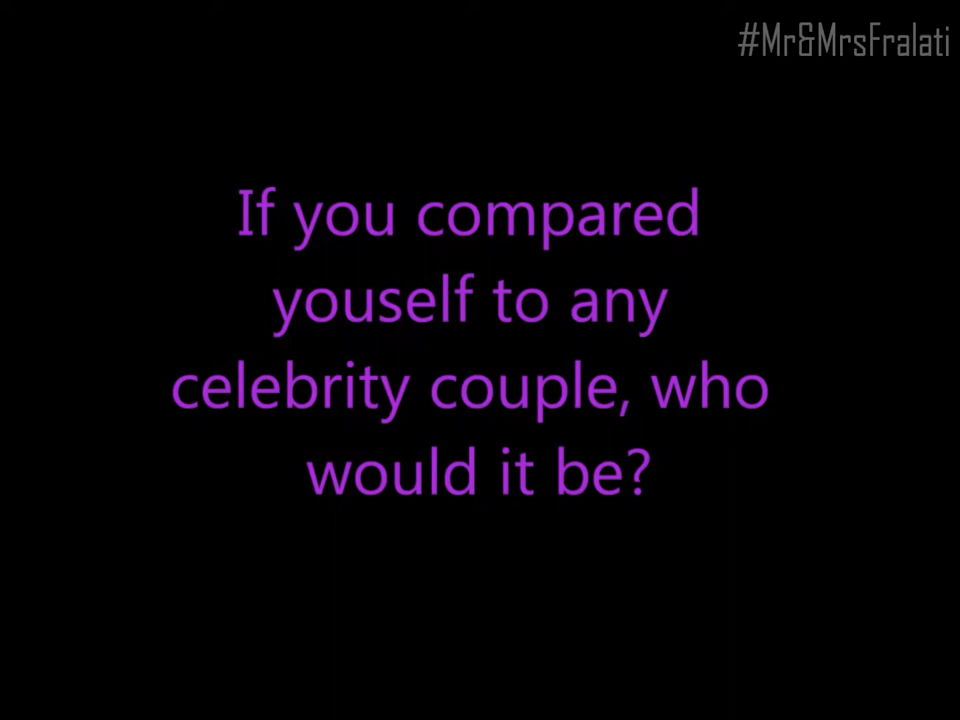 #Mr&MrsFralati
If you compared
youself to any
celebrity couple, who
would it be?